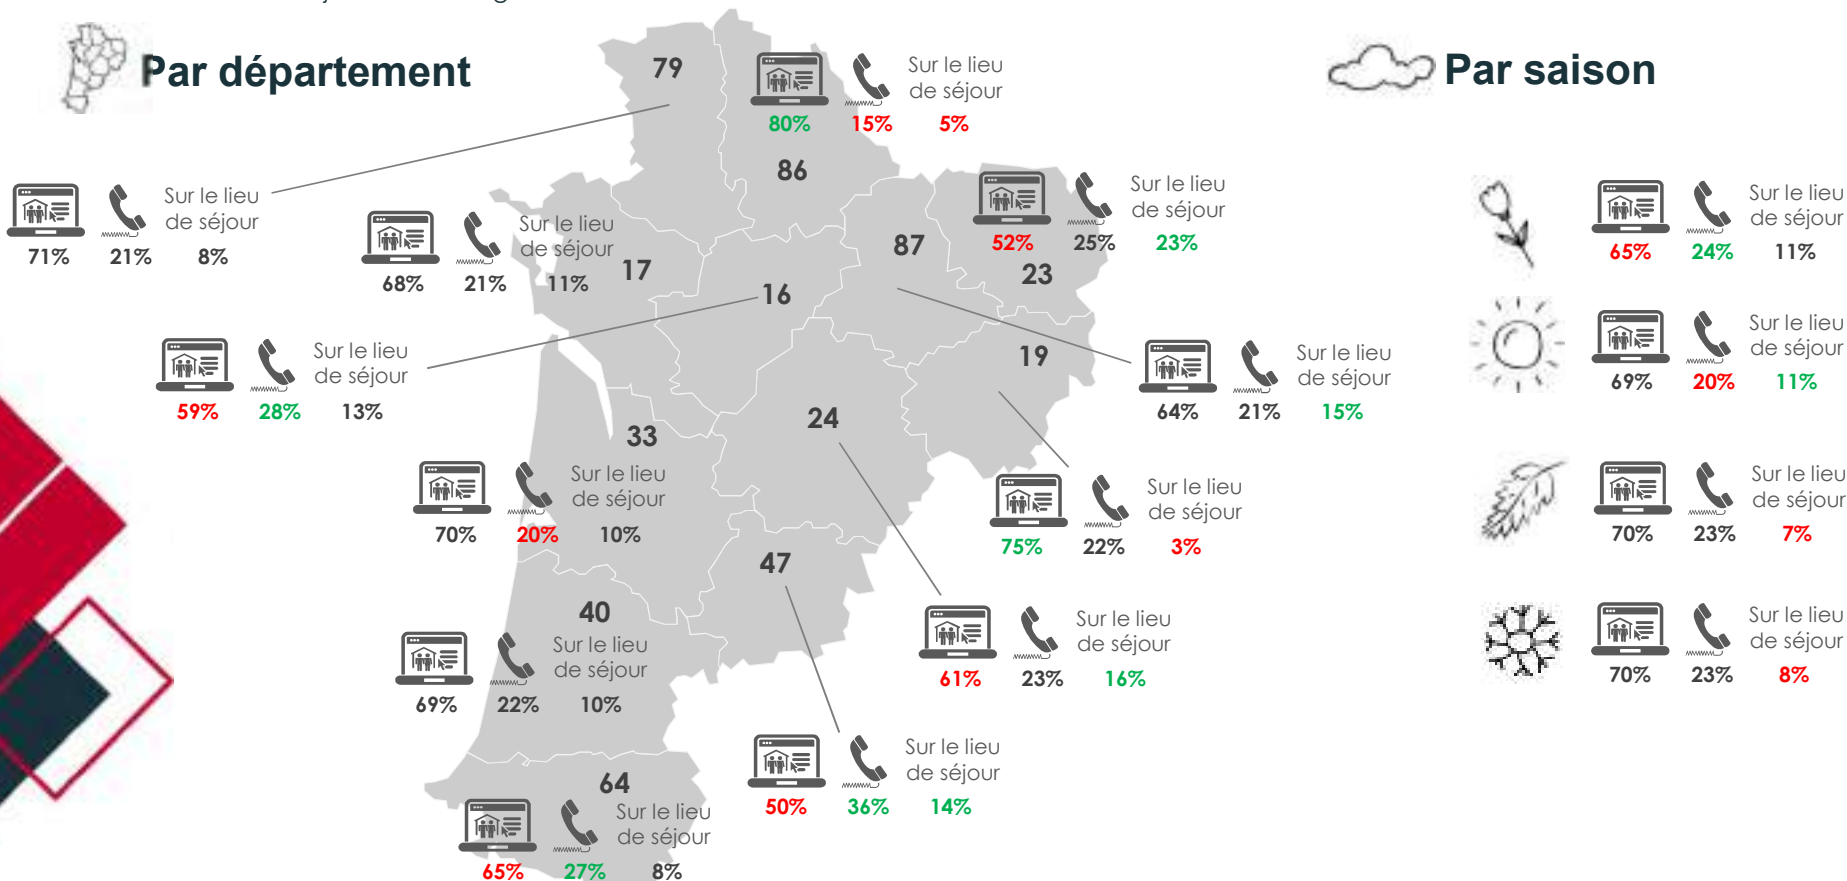 Par département
79
Sur le lieu
de séjour
80% 15% 5%
86
Sur le lieu
de séjour
71% 21% 8%
Sur le lieu
de séjour
68% 21% 11%
17
87
Sur le lieu
de séjour
52% 25% 23%
23
16
Sur le lieu
de séjour
59% 28% 13%
19
Sur le lieu
de séjour
64% 21% 15%
24
33
Sur le lieu
de séjour
70% 20% 10%
Sur le lieu
de séjour
75% 22% 3%
47
40
Sur le lieu
de séjour
69% 22% 10%
Sur le lieu
de séjour
61% 23% 16%
Sur le lieu
de séjour
50% 36% 14%
64
Sur le lieu
de séjour
65% 27% 8%
Par saison
Sur le lieu
de séjour
65% 24% 11%
Sur le lieu
de séjour
69% 20% 11%
Sur le lieu
de séjour
70% 23% 7%
Sur le lieu
de séjour
70% 23% 8%